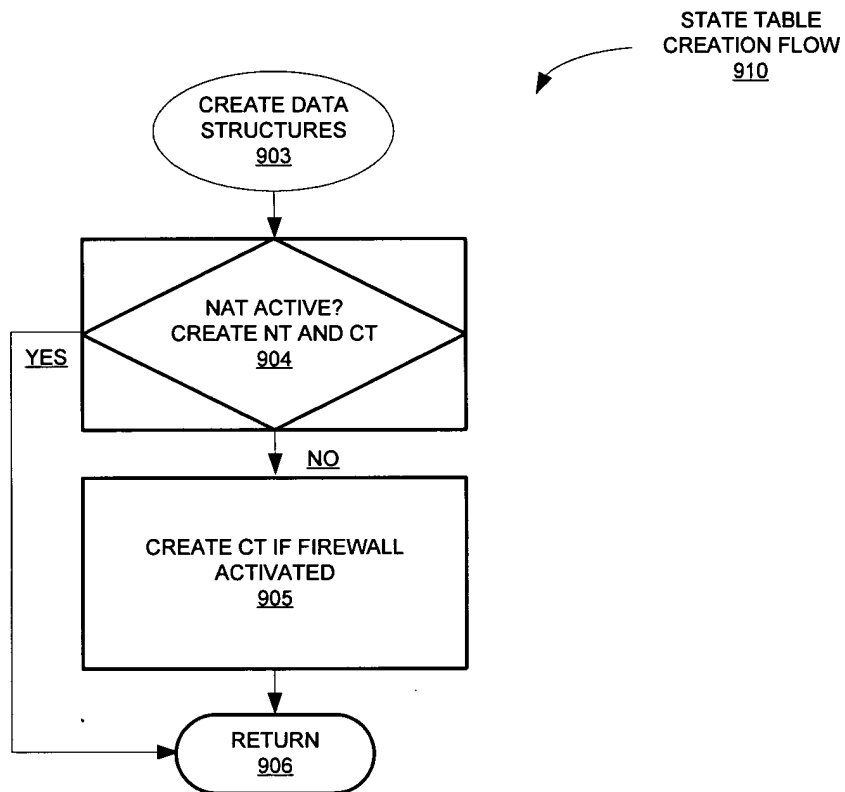 STATE TABLE
CREATION FLOW
910
CREATE DATA
STRUCTURES
903
NAT ACTIVE?
CREATE NT AND CT
904
YES
NO
CREATE CT IF FIREWALL
ACTIVATED
905
RETURN
906